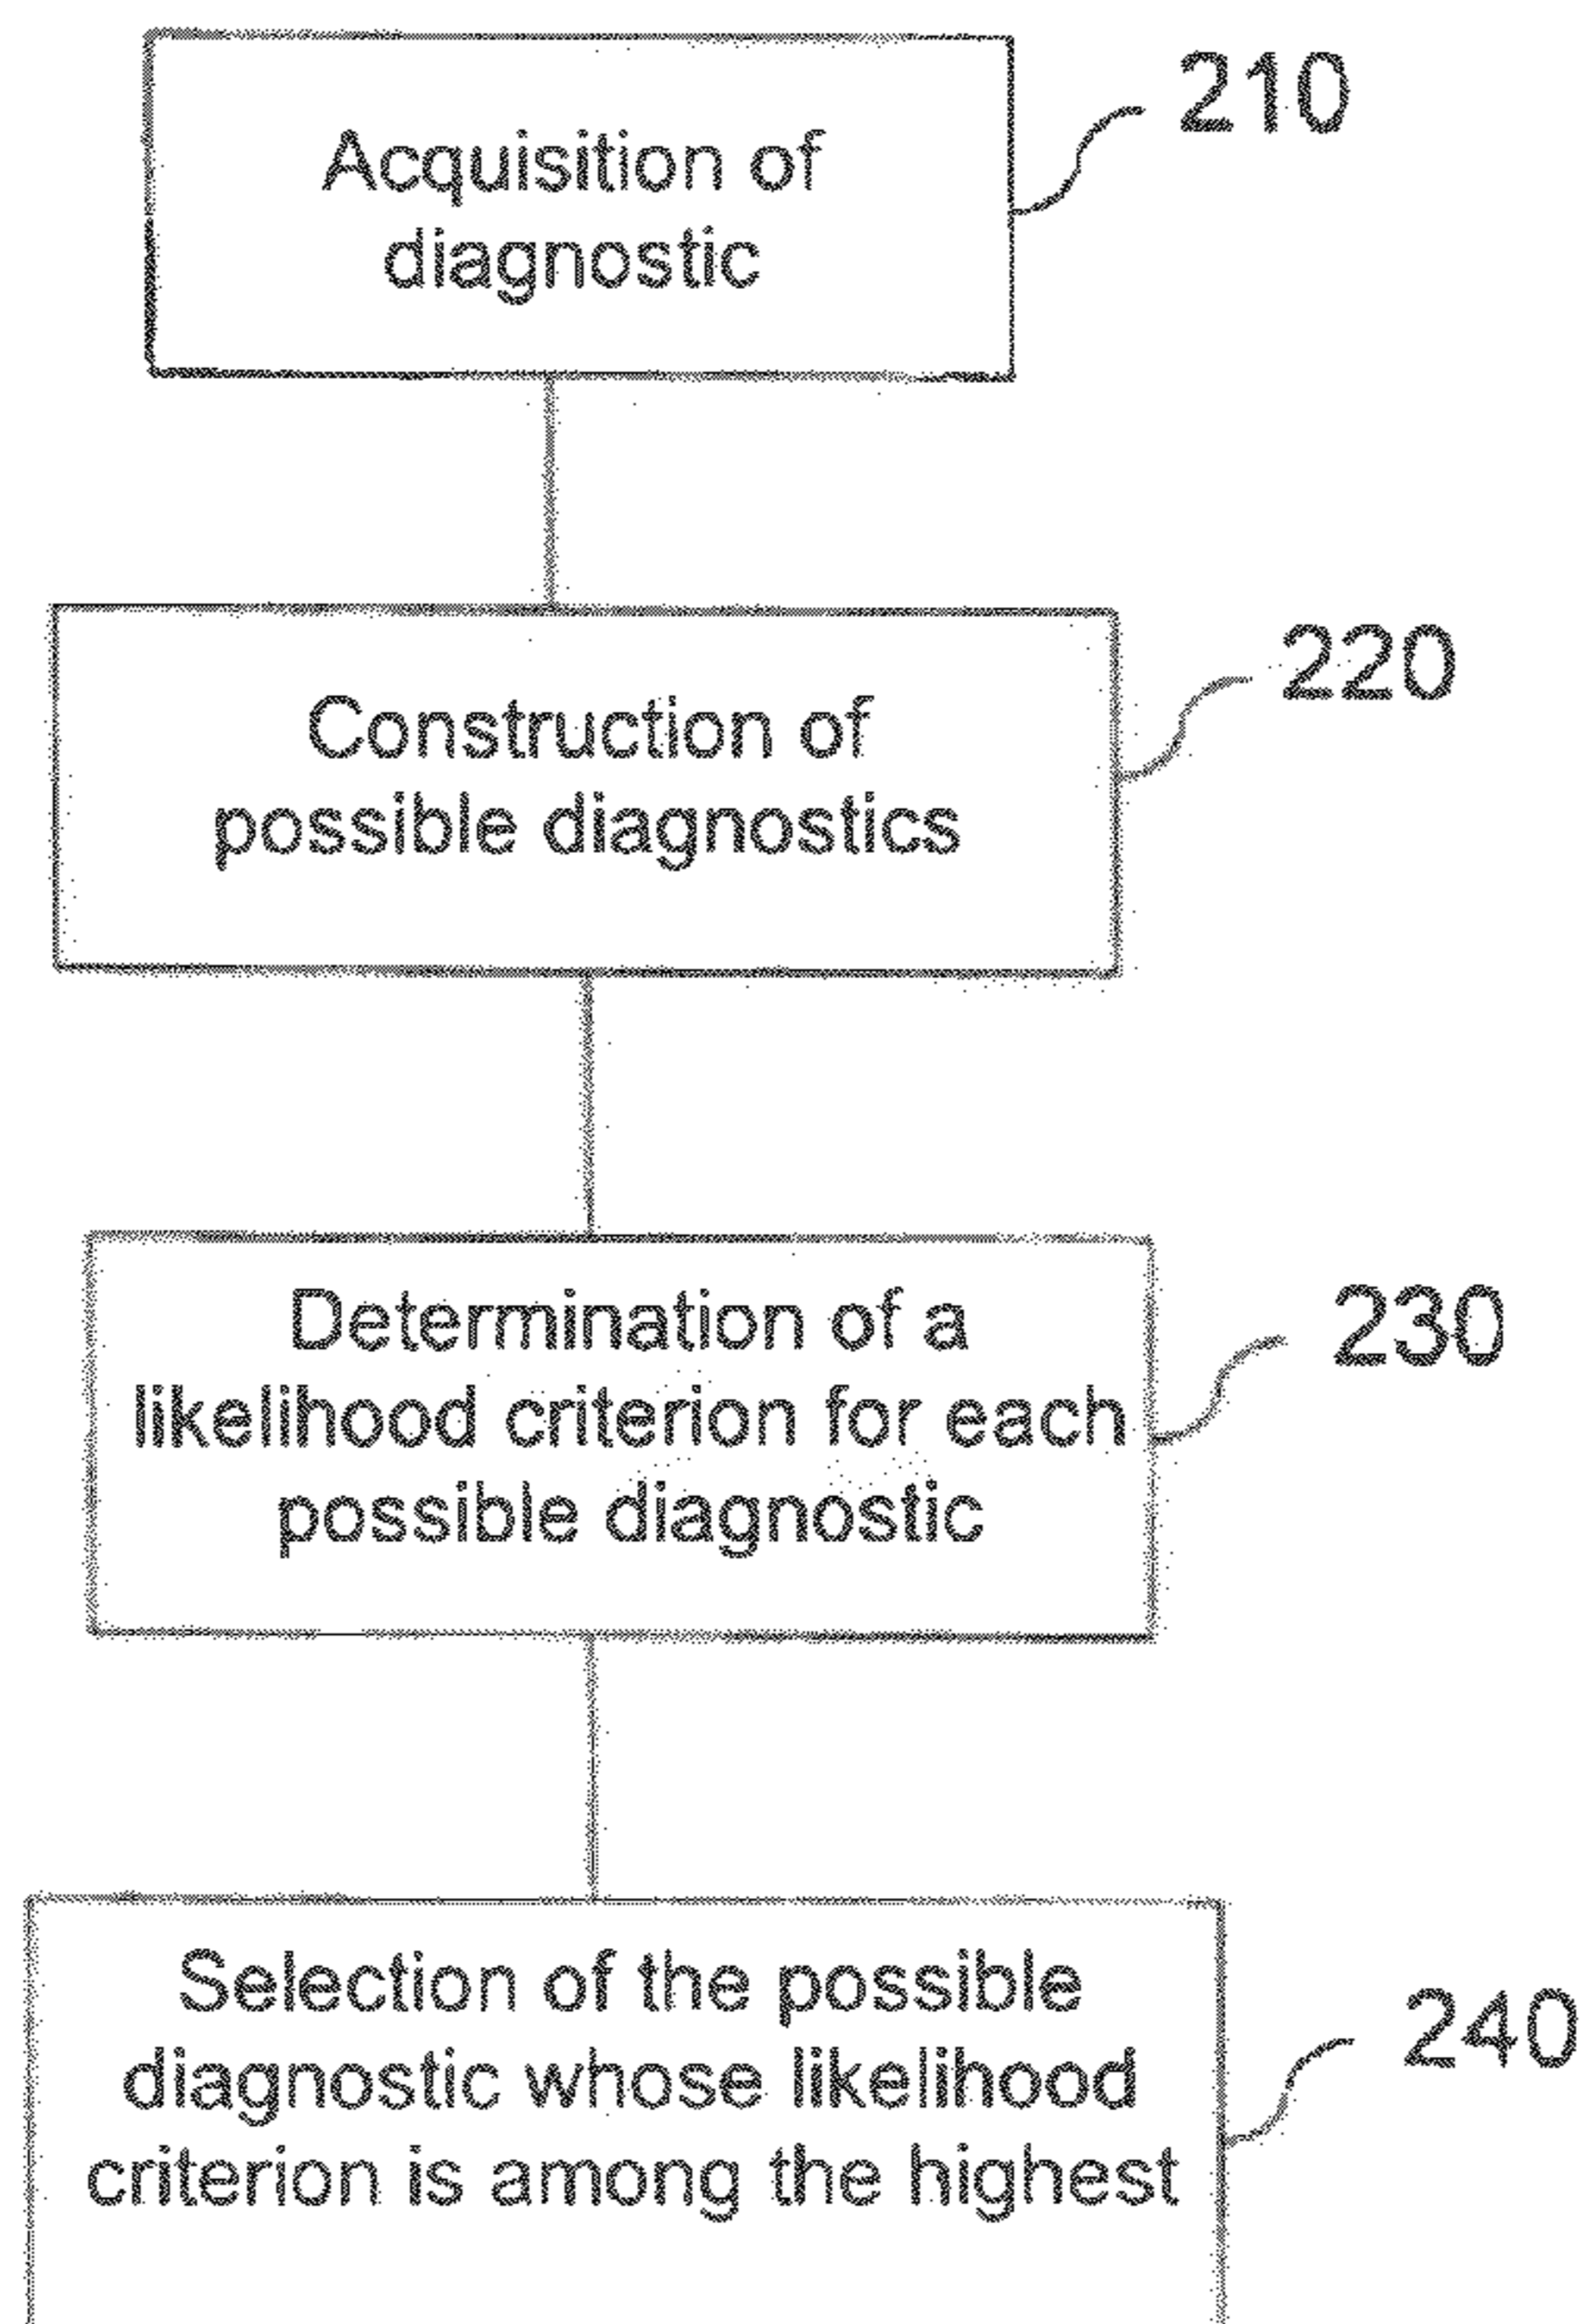 Acquisition of
diagnostic
210
Construction of
possible diagnostics
220
Determination of a
likelihood criterion for each
possible diagnostic
230
Selection of the possible
diagnostic whose likelihood
criterion is among the highest
240